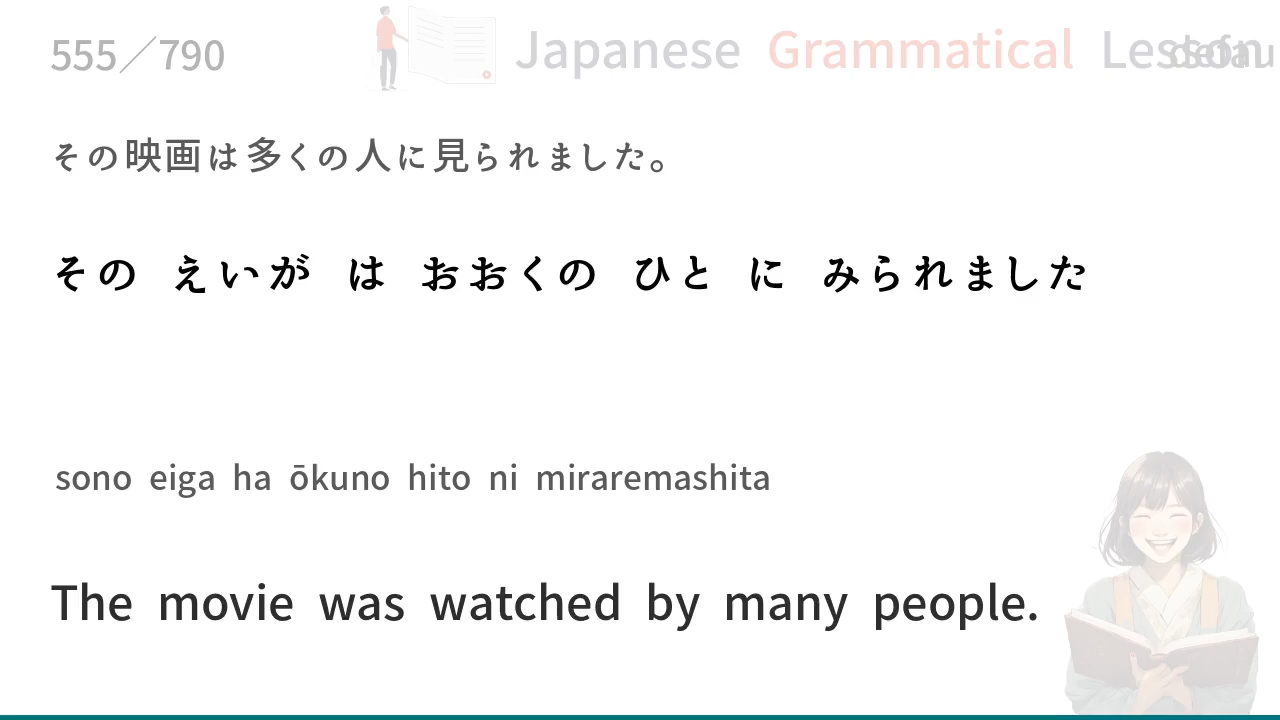 555／790
Japanese Grammatical Lesson
defau
その映画は多くの人に見られました。
その えいが は おおくの ひと に みられました
sono eiga ha ōkuno hito ni miraremashita
The movie was watched by many people.